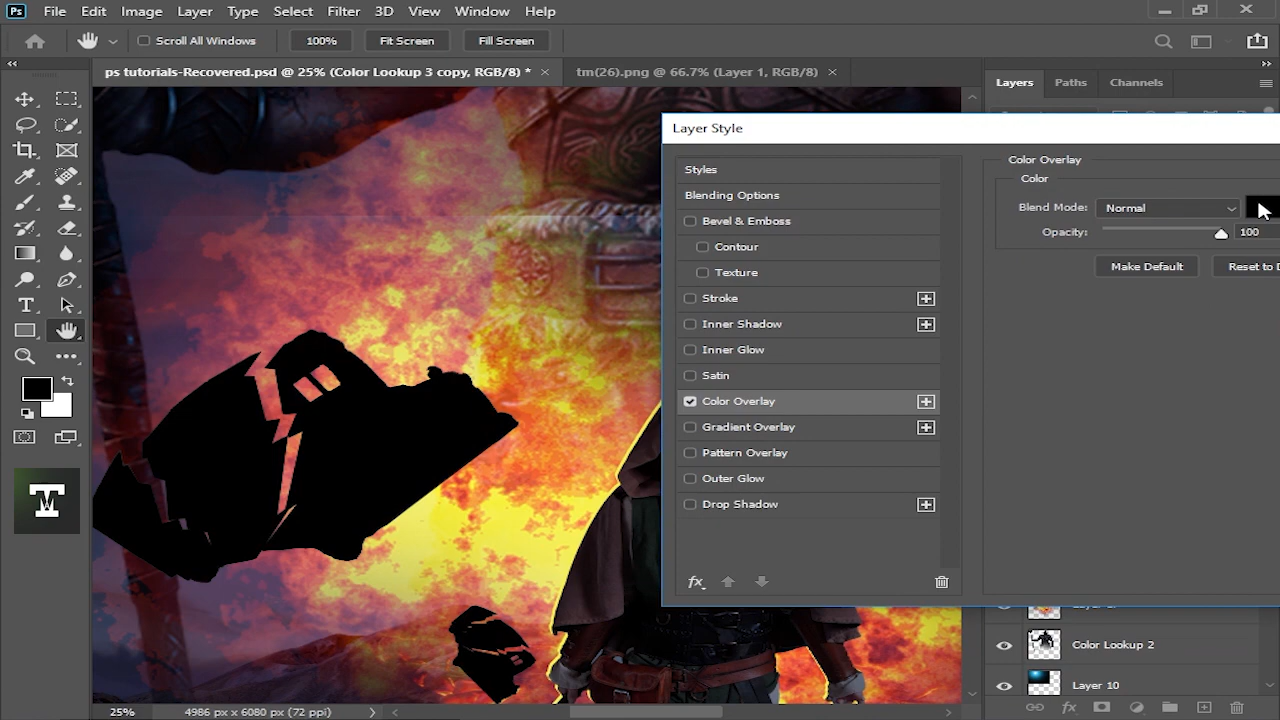 Ps File Edit Image Layer Type Select Filter 3D View Window Help
Scroll All Windows 100% Fit Screen Fill Screen
ps tutorials-Recovered.psd @ 25% (Color Lookup 3 copy, RGB/8) * × tm(26).png @ 66.7% (Layer 1, RGB/8) ×
Layers Paths Channels
Layer Style
Styles
Blending Options
Bevel & Emboss
Contour
Texture
Stroke
Inner Shadow
Inner Glow
Satin
Color Overlay
Gradient Overlay
Pattern Overlay
Outer Glow
Drop Shadow
fx
Color Overlay
Color
Blend Mode: Normal
Opacity: 100
Make Default Reset to D
Color Lookup 2
Layer 10
fx
25% 4986 px x 6080 px (72 ppi)